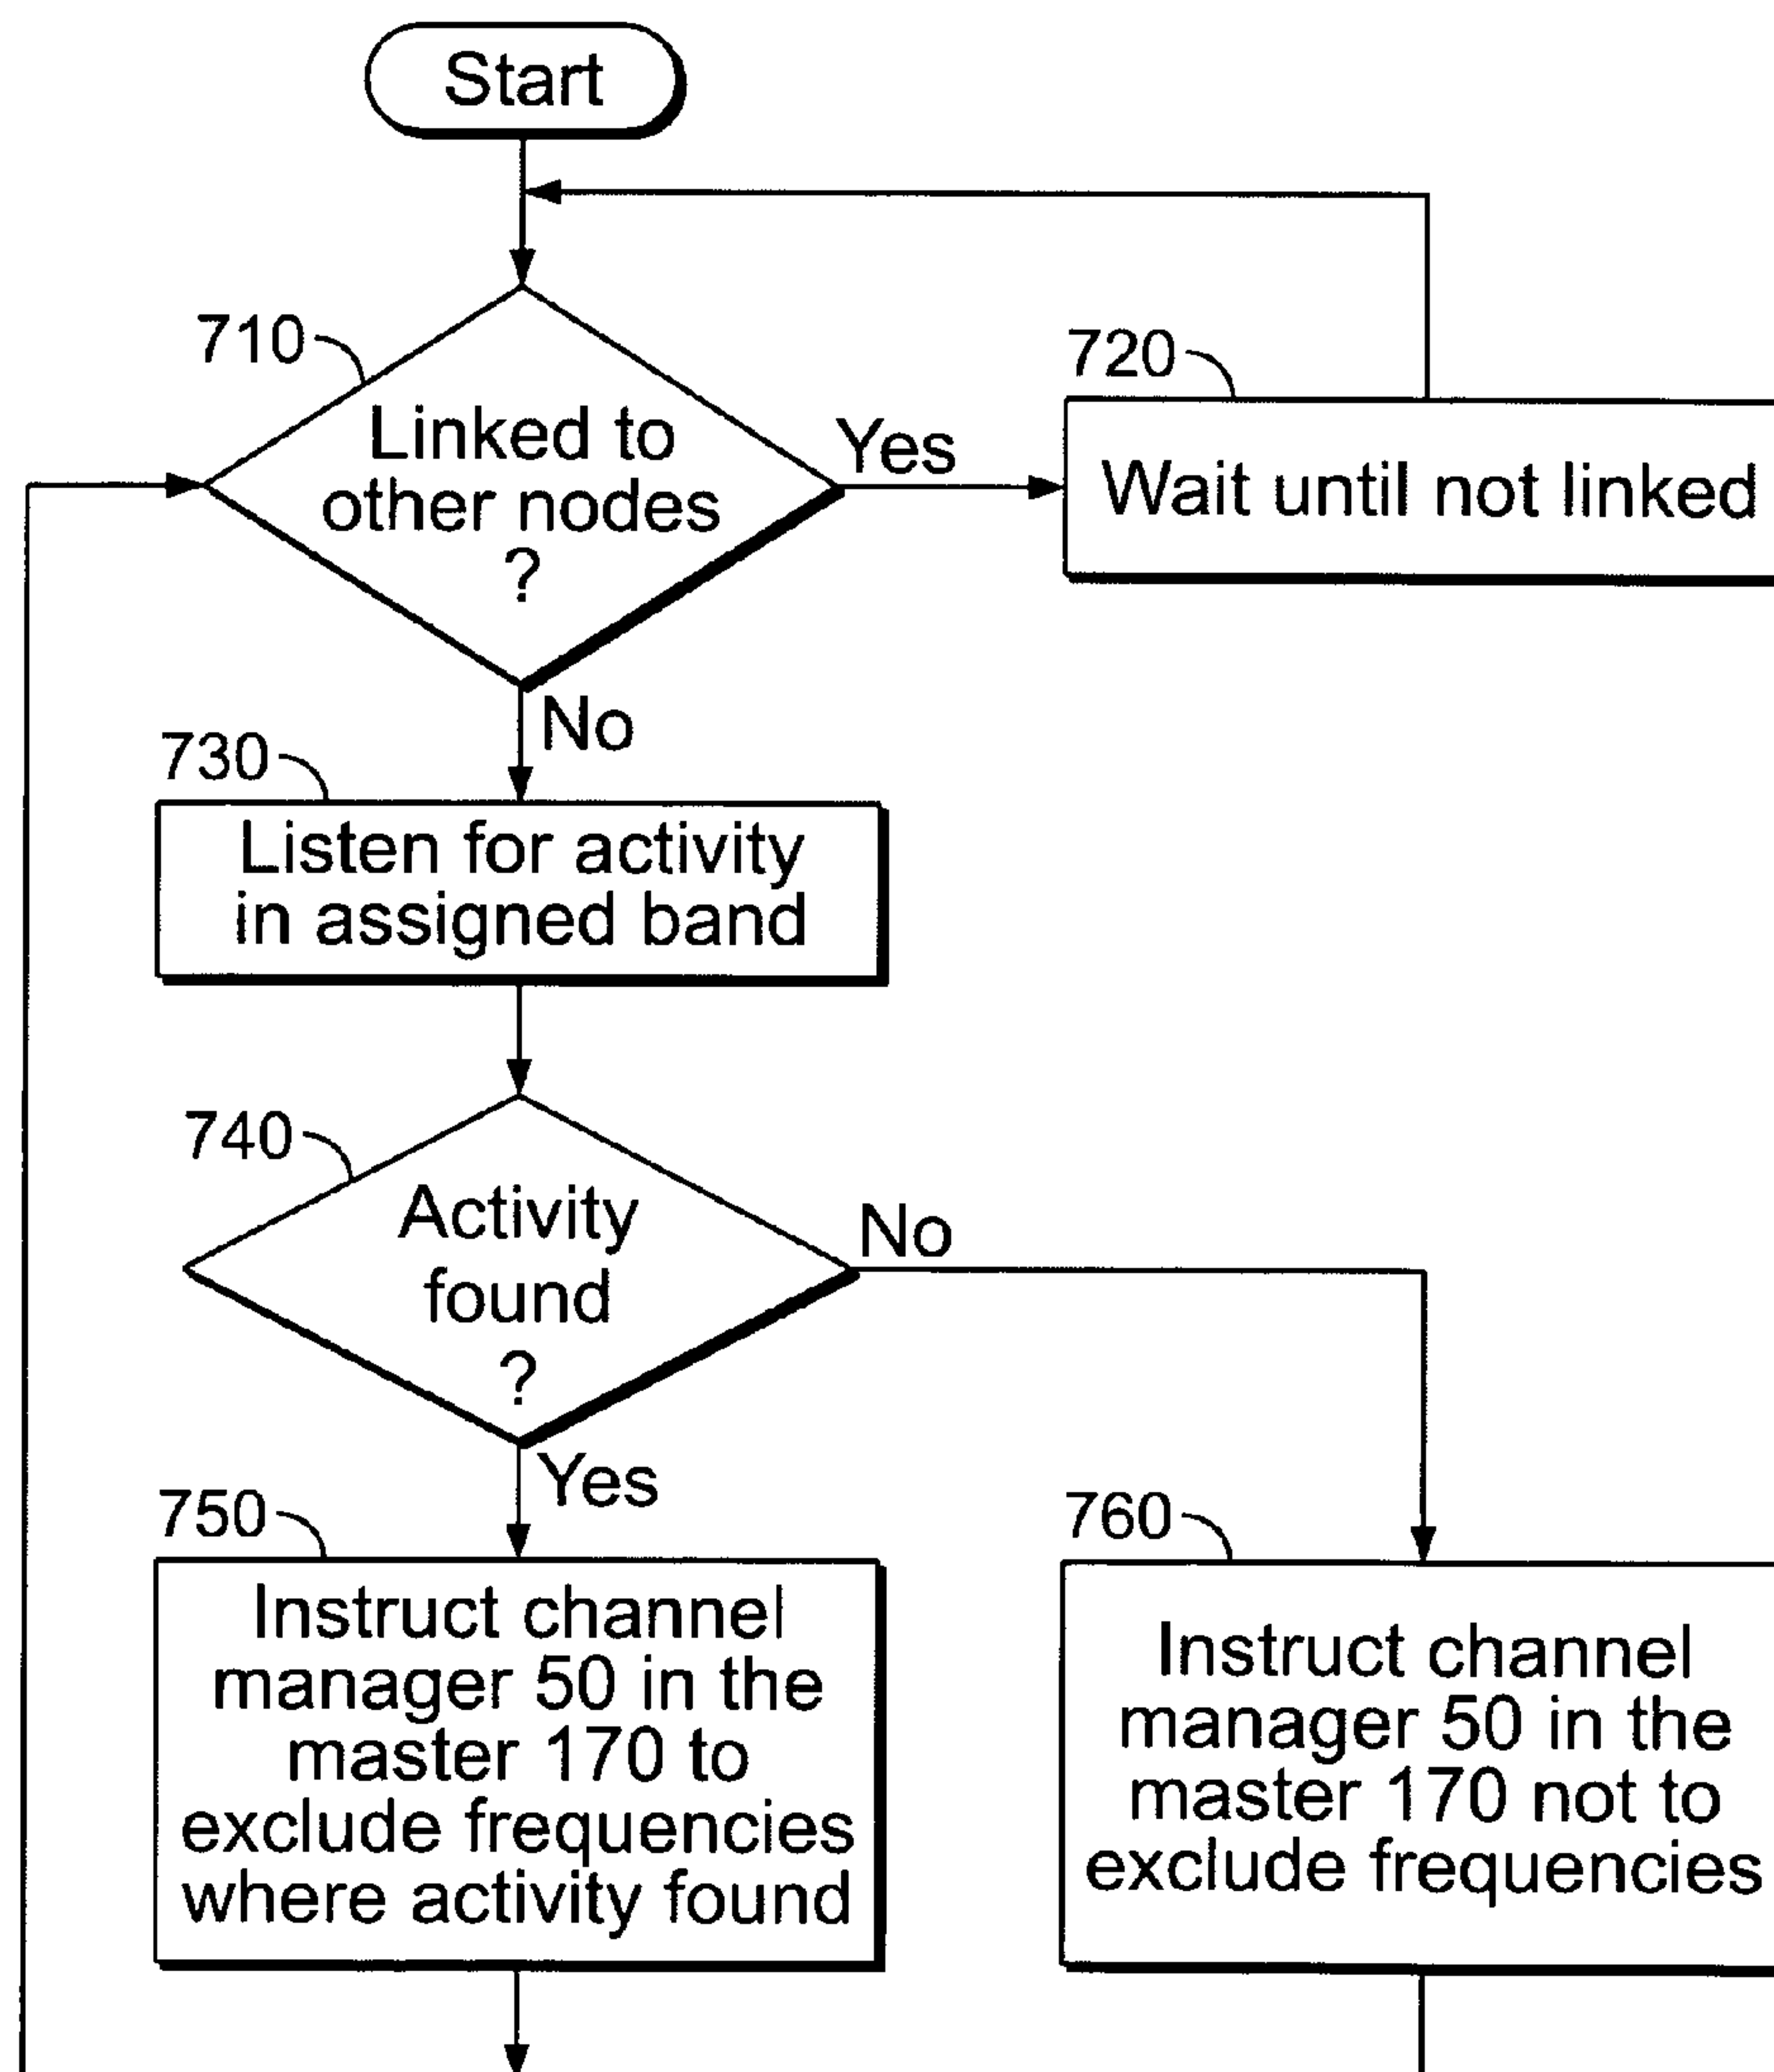 Start
710
Linked to
other nodes
?
Yes
720
Wait until not linked
No
730
Listen for activity
in assigned band
740
Activity
found
?
No
Yes
750
Instruct channel
manager 50 in the
master 170 to
exclude frequencies
where activity found
760
Instruct channel
manager 50 in the
master 170 not to
exclude frequencies